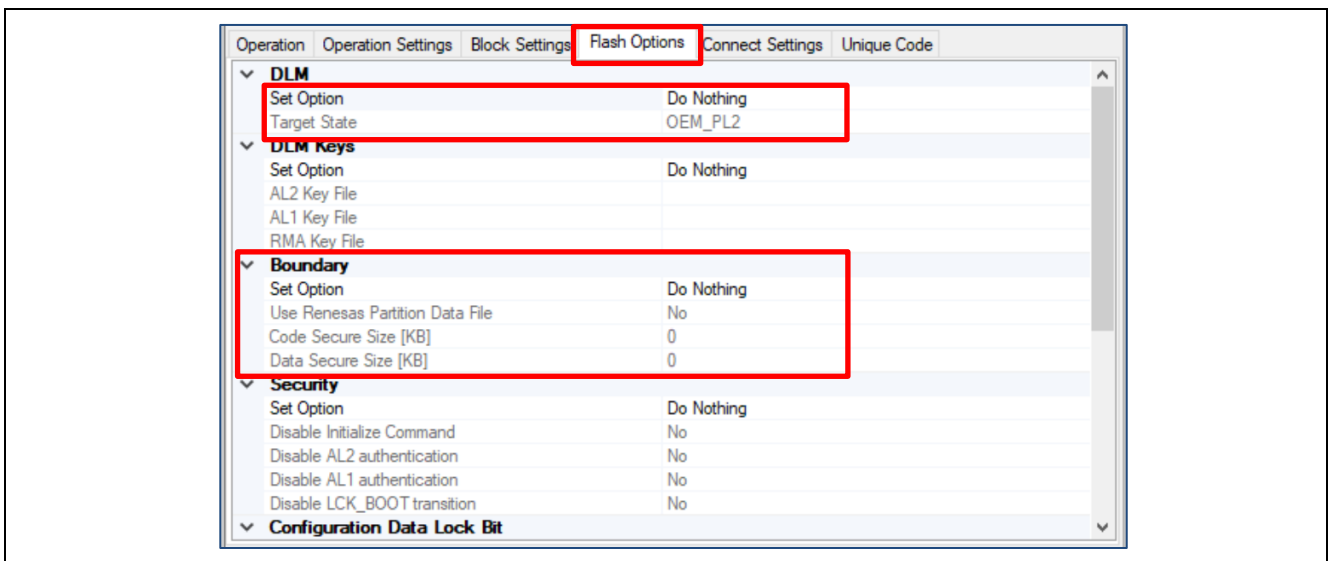 Operation Operation Settings Block Settings Flash Options Connect Settings Unique Code
DLM
Set Option Do Nothing
Target State OEM_PL2
DLM Keys
Set Option Do Nothing
AL2 Key File
AL1 Key File
RMA Key File
Boundary
Set Option Do Nothing
Use Renesas Partition Data File No
Code Secure Size [KB] 0
Data Secure Size [KB] 0
Security
Set Option Do Nothing
Disable Initialize Command No
Disable AL2 authentication No
Disable AL1 authentication No
Disable LCK_BOOT transition No
Configuration Data Lock Bit